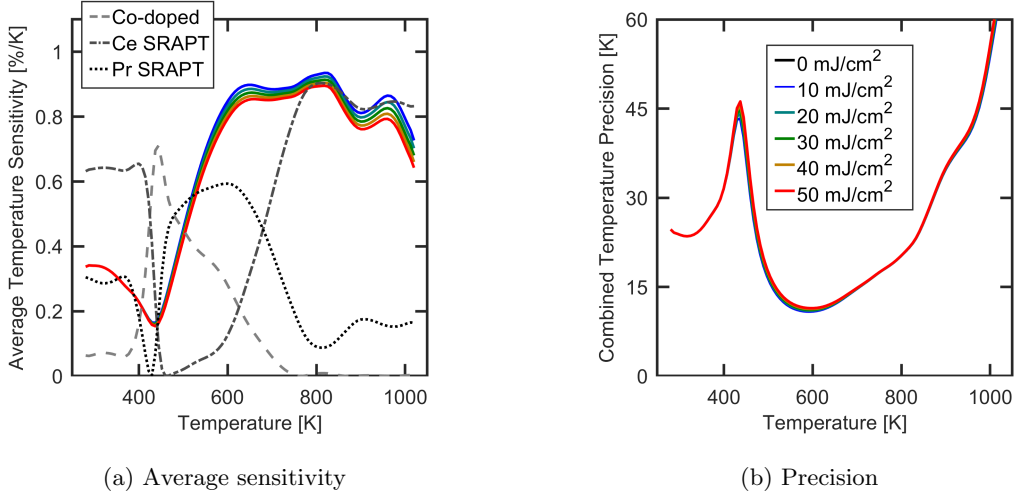 Co-doped
Ce SRAPT
Pr SRAPT
1
0.8
0.6
0.4
0.2
0
400 600 800 1000
Temperature [K]
Average Temperature Sensitivity [%/K]
(a) Average sensitivity
60
45
30
15
0
0 mJ/cm²
10 mJ/cm²
20 mJ/cm²
30 mJ/cm²
40 mJ/cm²
50 mJ/cm²
400 600 800 1000
Temperature [K]
Combined Temperature Precision [K]
(b) Precision